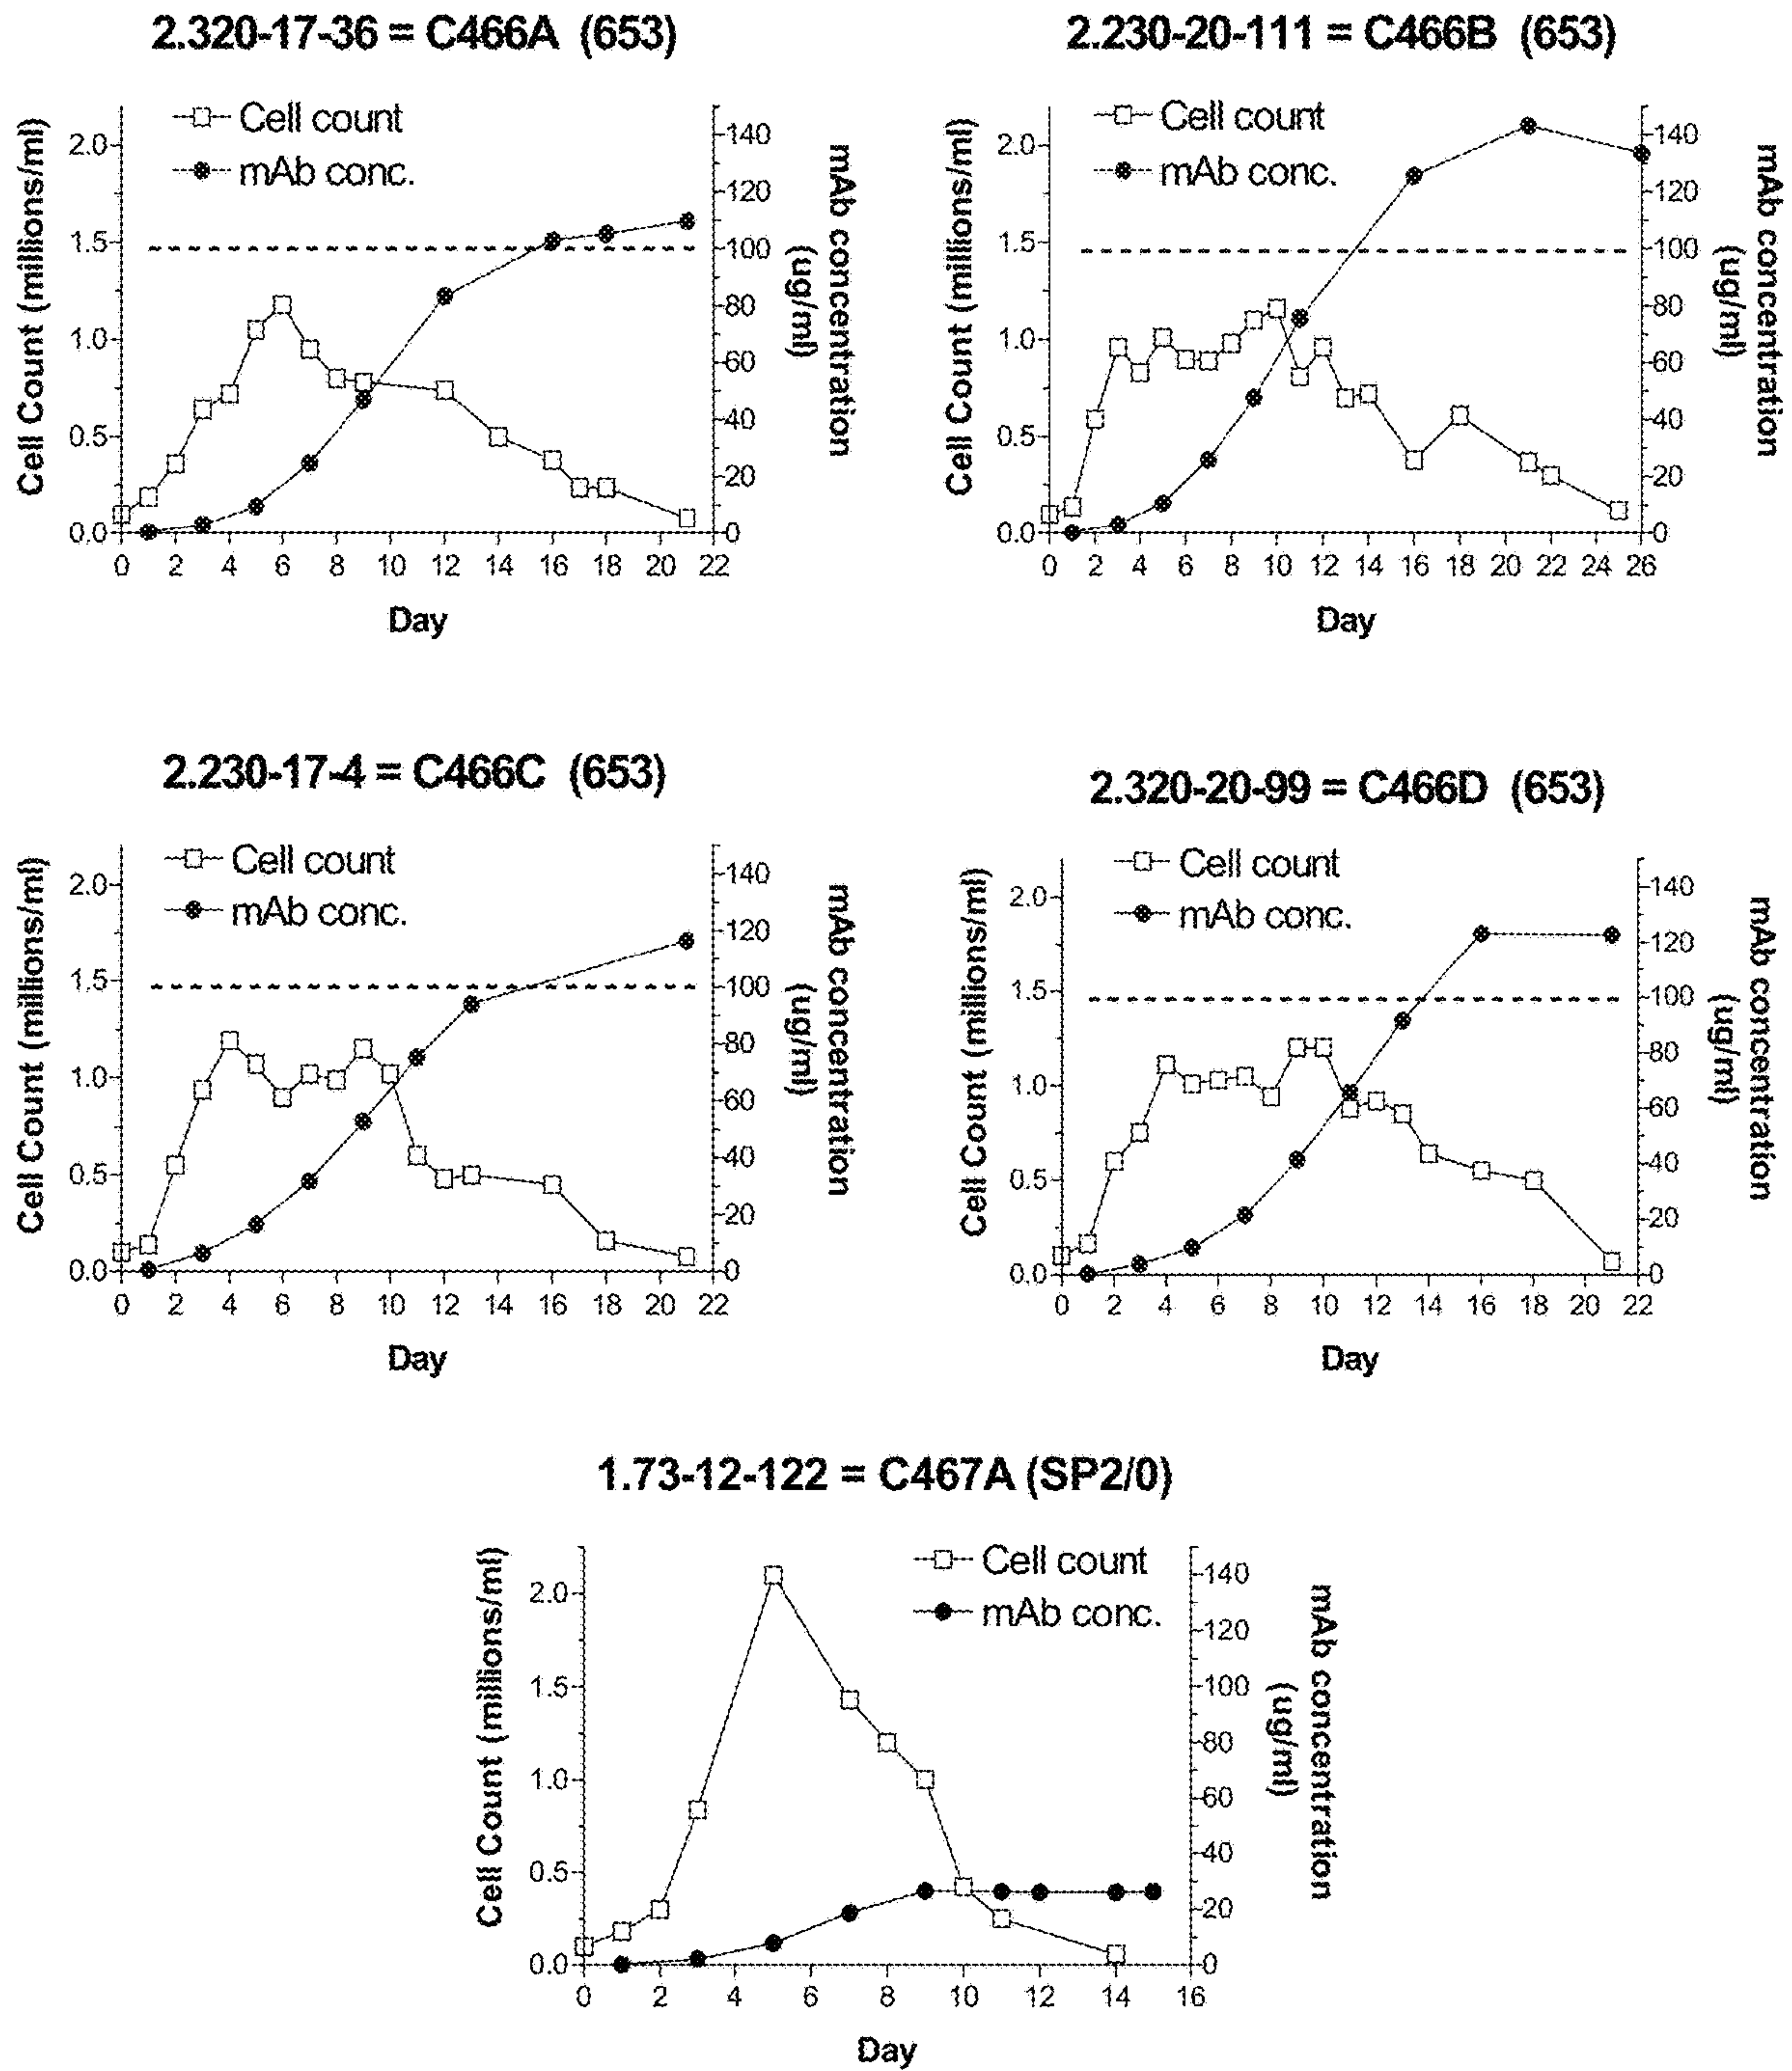 2.320-17-36 = C466A (653)
Cell count
mAb conc.
Cell Count (millions/ml)
2.0
1.5
1.0
0.5
0.0
140
120
100
80
60
40
20
0
mAb concentration
(ug/ml)
0 2 4 6 8 10 12 14 16 18 20 22
Day
2.230-20-111 = C466B (653)
Cell count
mAb conc.
Cell Count (millions/ml)
2.0
1.5
1.0
0.5
0.0
140
120
100
80
60
40
20
0
mAb concentration
(ug/ml)
0 2 4 6 8 10 12 14 16 18 20 22 24 26
Day
2.230-17-4 = C466C (653)
Cell count
mAb conc.
Cell Count (millions/ml)
2.0
1.5
1.0
0.5
0.0
140
120
100
80
60
40
20
0
mAb concentration
(ug/ml)
0 2 4 6 8 10 12 14 16 18 20 22
Day
2.320-20-99 = C466D (653)
Cell count
mAb conc.
Cell Count (millions/ml)
2.0
1.5
1.0
0.5
0.0
140
120
100
80
60
40
20
0
mAb concentration
(ug/ml)
0 2 4 6 8 10 12 14 16 18 20 22
Day
1.73-12-122 = C467A (SP2/0)
Cell count
mAb conc.
Cell Count (millions/ml)
2.0
1.5
1.0
0.5
0.0
140
120
100
80
60
40
20
0
mAb concentration
(ug/ml)
0 2 4 6 8 10 12 14 16
Day